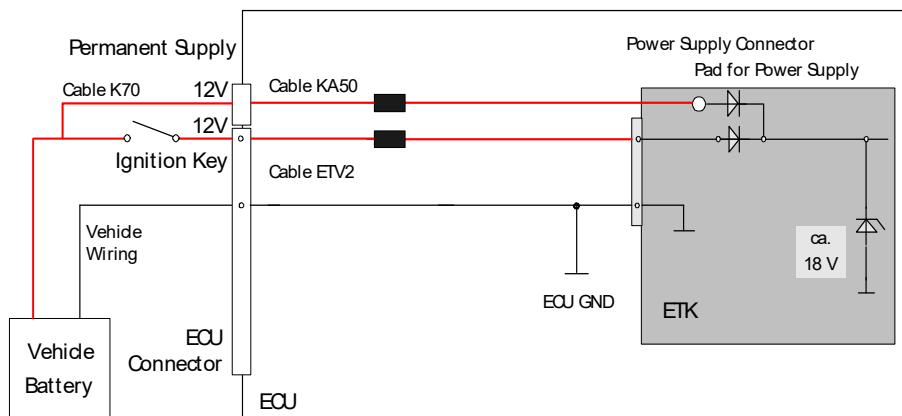 Permanent Supply
Power Supply Connector
Pad for Power Supply
Cable K70
12V
Cable KA50
12V
Ignition Key
Cable ETV2
Vehicle
Wiring
ca.
18 V
ECU GND
ETK
ECU
Connector
Vehicle
Battery
ECU